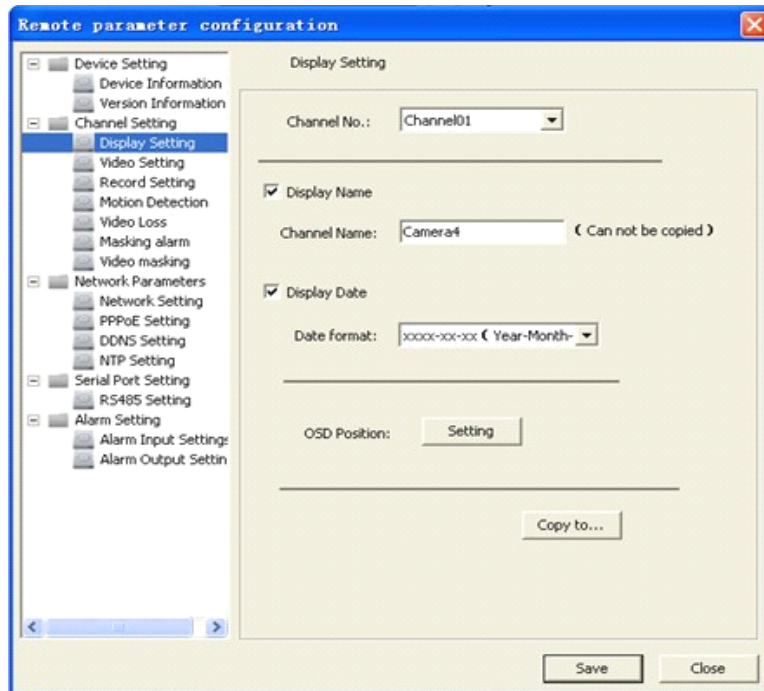 Remote parameter configuration
Device Setting
Device Information
Version Information
Channel Setting
Display Setting
Video Setting
Record Setting
Motion Detection
Video Loss
Masking alarm
Video masking
Network Parameters
Network Setting
PPPoE Setting
DDNS Setting
NTP Setting
Serial Port Setting
RS485 Setting
Alarm Setting
Alarm Input Settings
Alarm Output Settin
Display Setting
Channel No.: Channel01
Display Name
Channel Name: Camera4 ( Can not be copied )
Display Date
Date format: xxxx-xx-xx ( Year-Month-
OSD Position: Setting
Copy to...
Save Close